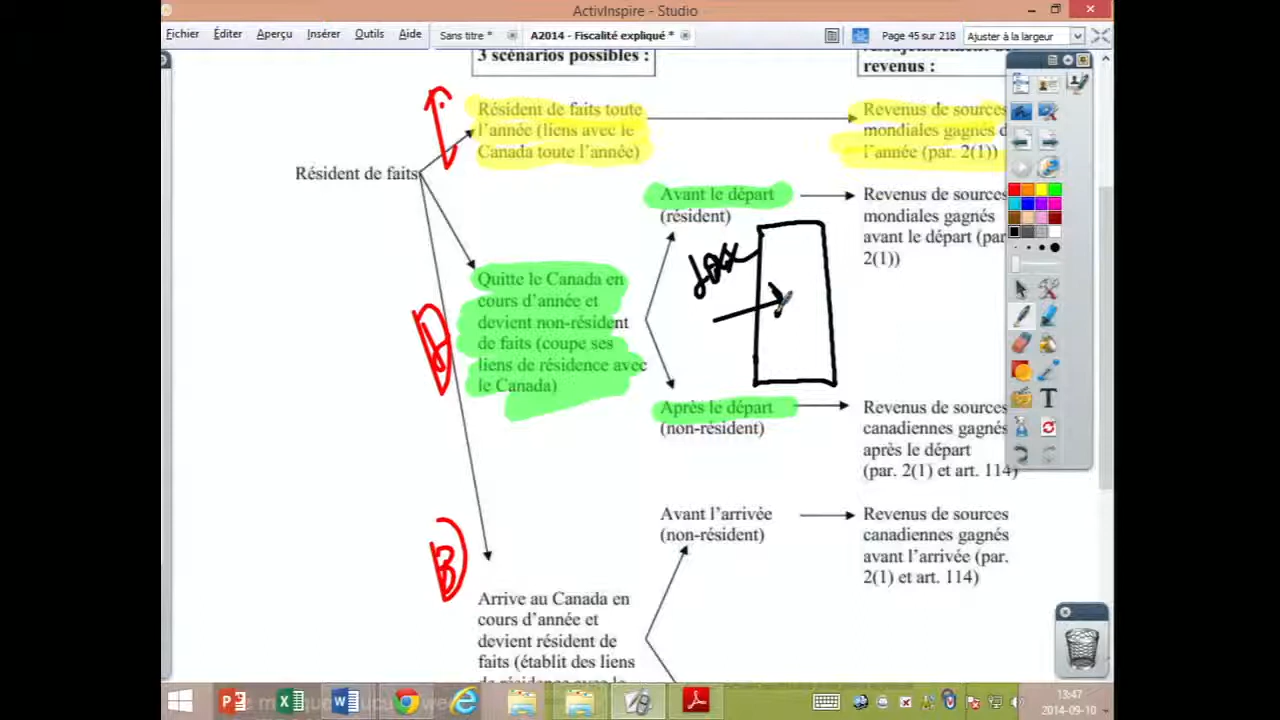 ActivInspire - Studio
Fichier Éditer Aperçu Insérer Outils Aide
Sans titre * A2014 - Fiscalité expliqué *
Page 45 sur 218
Ajuster à la largeur
3 scénarios possibles :
revenus :
Résident de faits toute
l'année (liens avec le
Canada toute l'année)
Revenus de sources
mondiales gagnés d
l'année (par. 2(1))
Résident de faits
Avant le départ
(résident)
Revenus de sources
mondiales gagnés
avant le départ (par
2(1))
Quitte le Canada en
cours d'année et
devient non-résident
de faits (coupe ses
liens de résidence avec
le Canada)
Après le départ
(non-résident)
Revenus de sources
canadiennes gagnés
après le départ
(par. 2(1) et art. 114)
Avant l'arrivée
(non-résident)
Revenus de sources
canadiennes gagnés
avant l'arrivée (par.
2(1) et art. 114)
Arrive au Canada en
cours d'année et
devient résident de
faits (établit des liens
de résidence avec le
13:47
2014-09-10